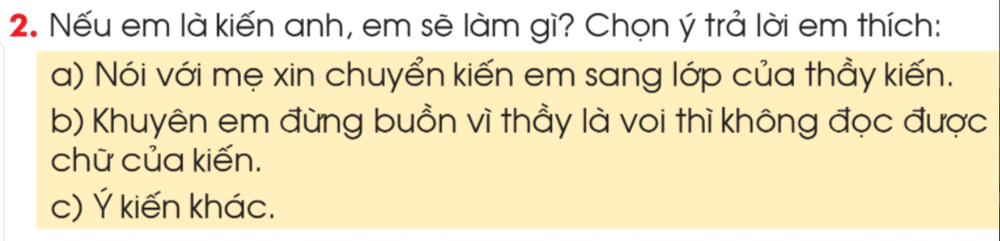 2. Nếu em là kiến anh, em sẽ làm gì? Chọn ý trả lời em thích:
a) Nói với mẹ xin chuyển kiến em sang lớp của thầy kiến.
b) Khuyên em đừng buồn vì thầy là voi thì không đọc được
chữ của kiến.
c) Ý kiến khác.